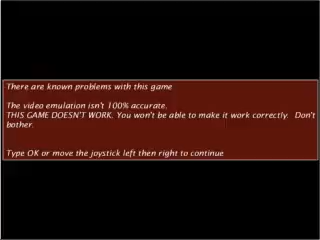 There are known problems with this game
The video emulation isn't 100% accurate.
THIS GAME DOESN'T WORK. You won't be able to make it work correctly.  Don't
bother.
Type OK or move the joystick left then right to continue